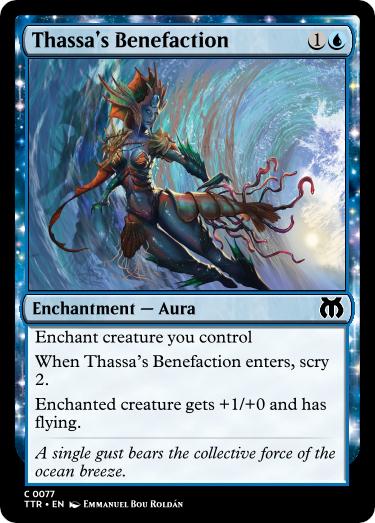 Thassa's Benefaction 1
Enchantment — Aura
Enchant creature you control
When Thassa's Benefaction enters, scry
2.
Enchanted creature gets +1/+0 and has
flying.
A single gust bears the collective force of the
ocean breeze.
C 0077
TTR • EN Emmanuel Bou Roldán